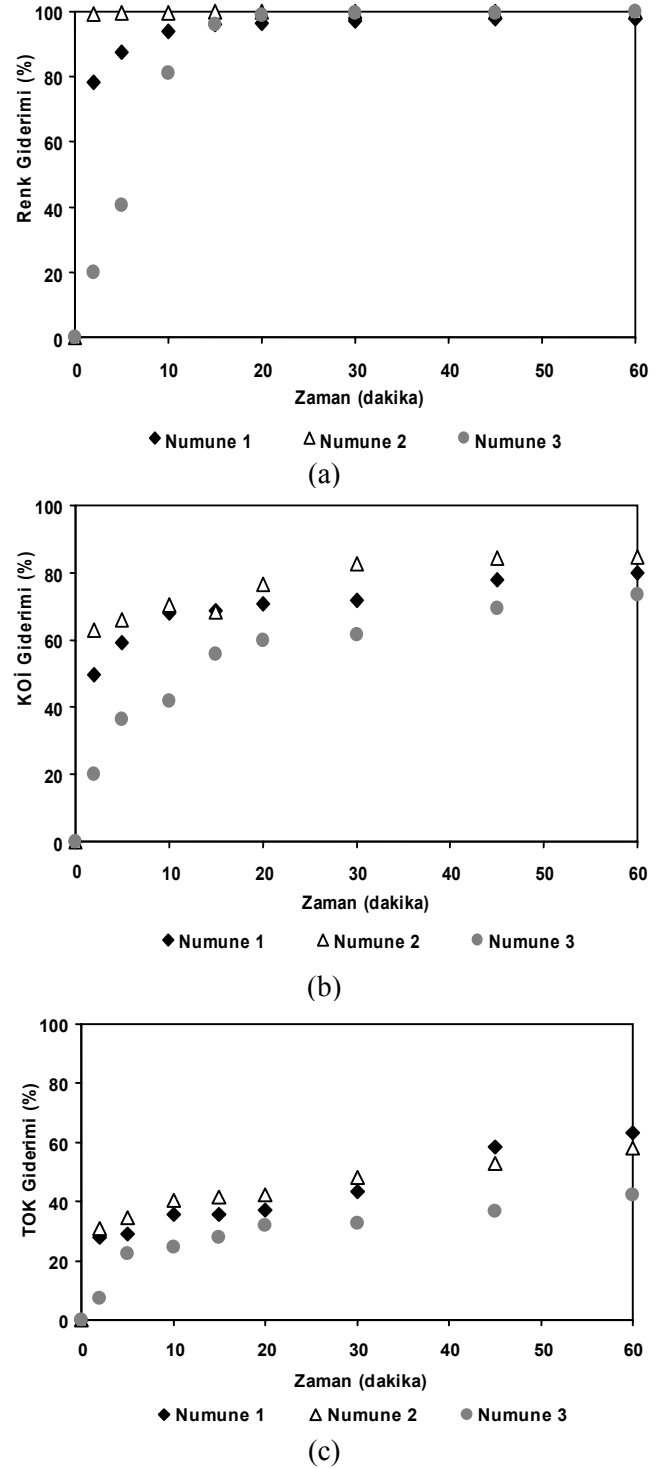 100
80
60
40
20
0
Renk Giderimi (%)
0 10 20 30 40 50 60
Zaman (dakika)
Numune 1 Numune 2 Numune 3
(a)
100
80
60
40
20
0
KOİ Giderimi (%)
0 10 20 30 40 50 60
Zaman (dakika)
Numune 1 Numune 2 Numune 3
(b)
100
80
60
40
20
0
TOK Giderimi (%)
0 10 20 30 40 50 60
Zaman (dakika)
Numune 1 Numune 2 Numune 3
(c)